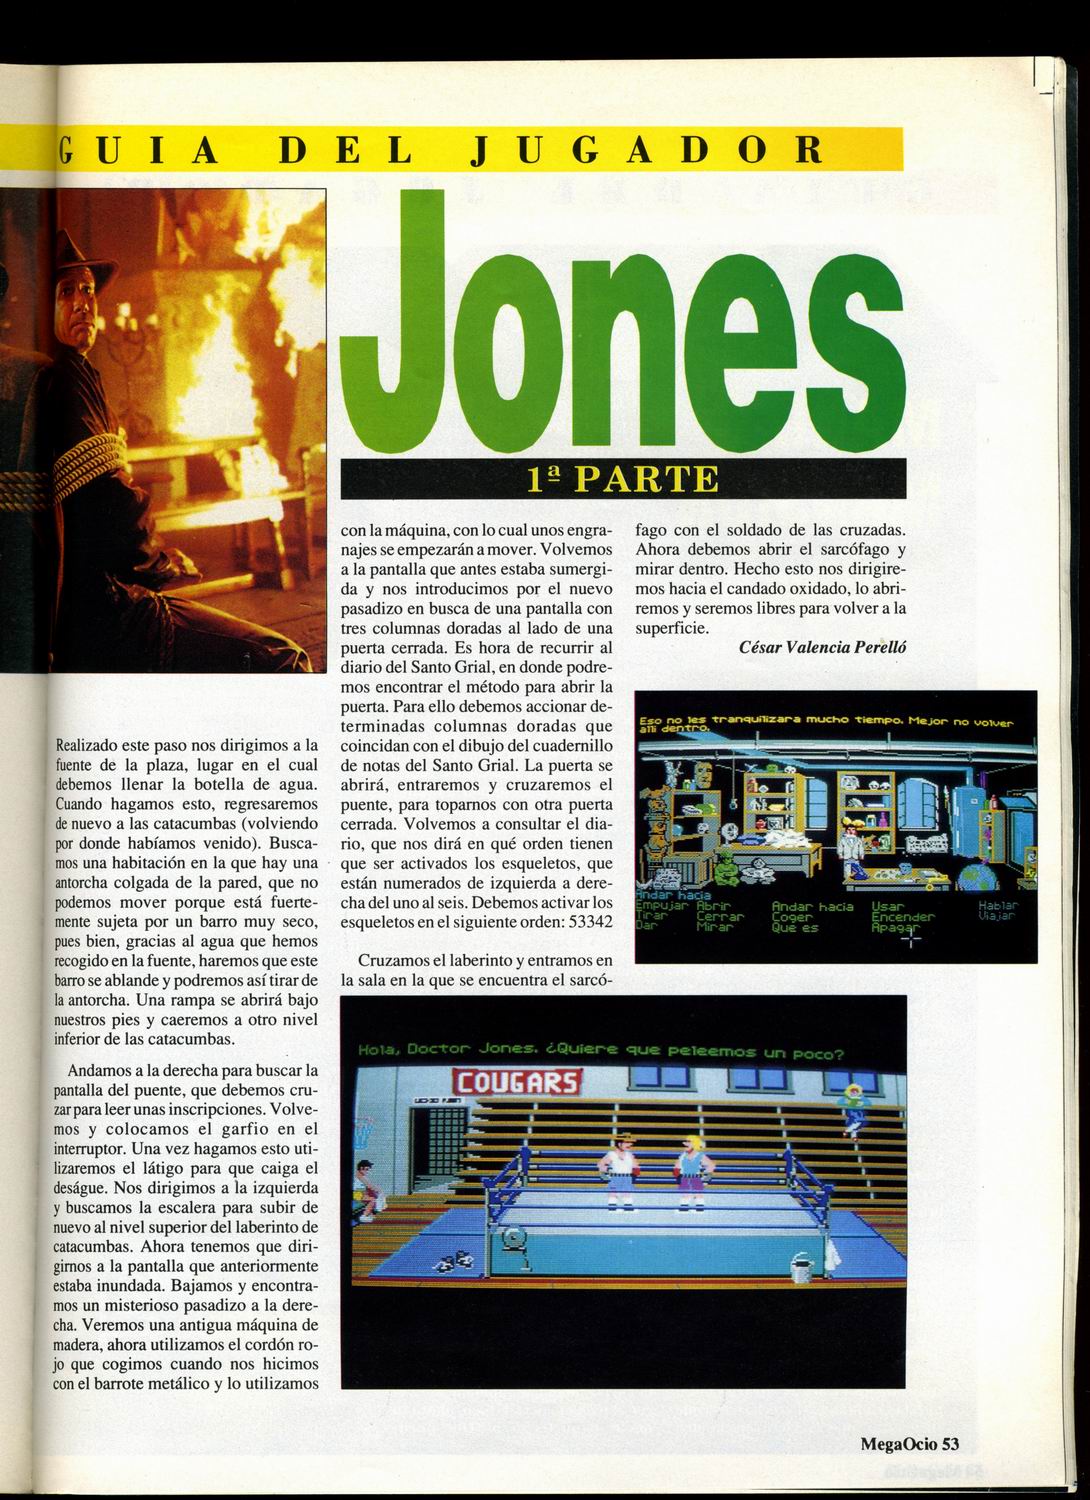 GUIA DEL JUGADOR
Jones
1ª PARTE
Realizado este paso nos dirigimos a la
fuente de la plaza, lugar en el cual
debemos llenar la botella de agua.
Cuando hagamos esto, regresaremos
de nuevo a las catacumbas (volviendo
por donde habíamos venido). Busca-
mos una habitación en la que hay una
antorcha colgada de la pared, que no
podemos mover porque está fuerte-
mente sujeta por un barro muy seco,
pues bien, gracias al agua que hemos
recogido en la fuente, haremos que este
barro se ablande y podremos así tirar de
la antorcha. Una rampa se abrirá bajo
nuestros pies y caeremos a otro nivel
inferior de las catacumbas.
Andamos a la derecha para buscar la
pantalla del puente, que debemos cru-
zar para leer unas inscripciones. Volve-
mos y colocamos el garfio en el
interruptor. Una vez hagamos esto uti-
lizaremos el látigo para que caiga el
deságue. Nos dirigimos a la izquierda
y buscamos la escalera para subir de
nuevo al nivel superior del laberinto de
catacumbas. Ahora tenemos que diri-
girnos a la pantalla que anteriormente
estaba inundada. Bajamos y encontra-
mos un misterioso pasadizo a la dere-
cha. Veremos una antigua máquina de
madera, ahora utilizamos el cordón ro-
jo que cogimos cuando nos hicimos
con el barrote metálico y lo utilizamos
con la máquina, con lo cual unos engra-
najes se empezarán a mover. Volvemos
a la pantalla que antes estaba sumergi-
da y nos introducimos por el nuevo
pasadizo en busca de una pantalla con
tres columnas doradas al lado de una
puerta cerrada. Es hora de recurrir al
diario del Santo Grial, en donde podre-
mos encontrar el método para abrir la
puerta. Para ello debemos accionar de-
terminadas columnas doradas que
coincidan con el dibujo del cuadernillo
de notas del Santo Grial. La puerta se
abrirá, entraremos y cruzaremos el
puente, para toparnos con otra puerta
cerrada. Volvemos a consultar el dia-
rio, que nos dirá en qué orden tienen
que ser activados los esqueletos, que
están numerados de izquierda a dere-
cha del uno al seis. Debemos activar los
esqueletos en el siguiente orden: 53342
Cruzamos el laberinto y entramos en
la sala en la que se encuentra el sarcó-
fago con el soldado de las cruzadas.
Ahora debemos abrir el sarcófago y
mirar dentro. Hecho esto nos dirigire-
mos hacia el candado oxidado, lo abri-
remos y seremos libres para volver a la
superficie.
César Valencia Perelló
Eso no les tranquilizara mucho tiempo. Mejor no volver
alli dentro.
Andar hacia
Empujar Abrir Andar hacia Usar Hablar
Tirar Cerrar Coger Encender Viajar
Dar Mirar Que es Apagar
Hola, Doctor Jones. ¿Quiere que peleemos un poco?
COUGARS
MegaOcio 53